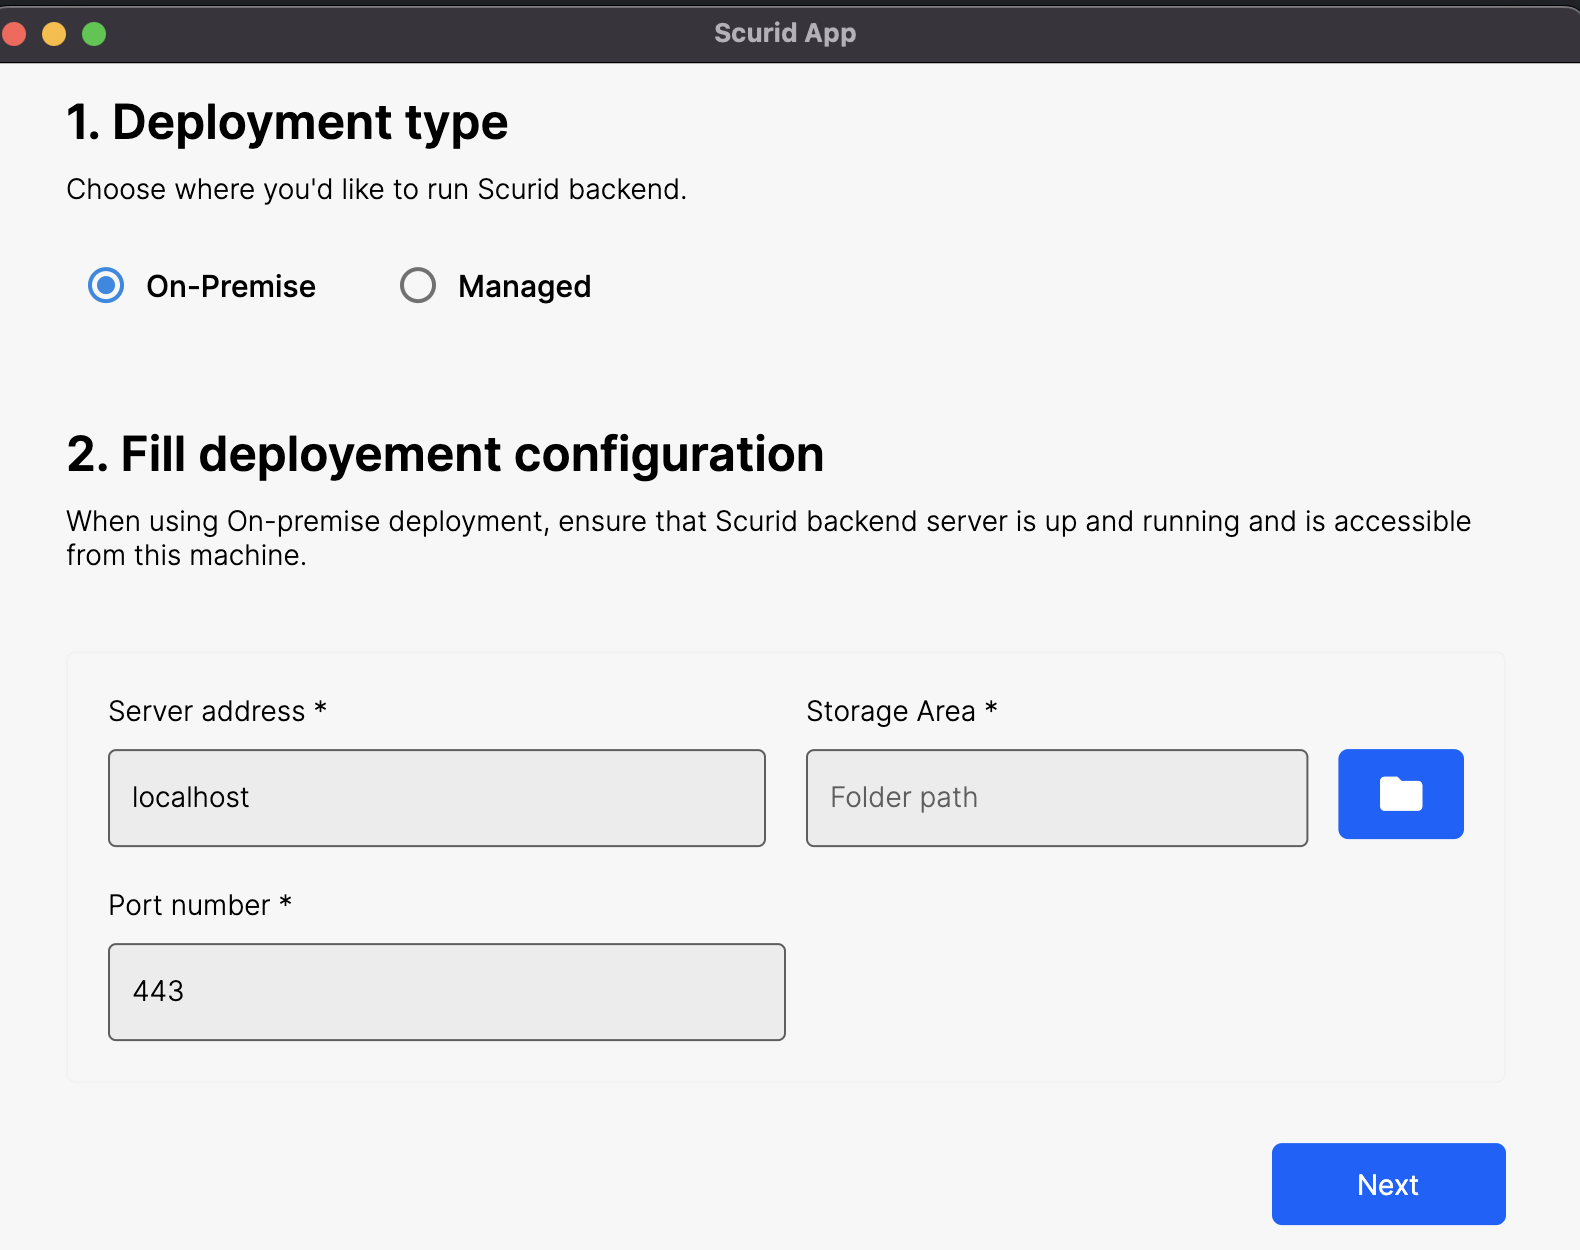 Scurid App
1. Deployment type
Choose where you'd like to run Scurid backend.
On-Premise
Managed
2. Fill deployement configuration
When using On-premise deployment, ensure that Scurid backend server is up and running and is accessible
from this machine.
Server address *
Storage Area *
localhost
Folder path
Port number *
443
Next